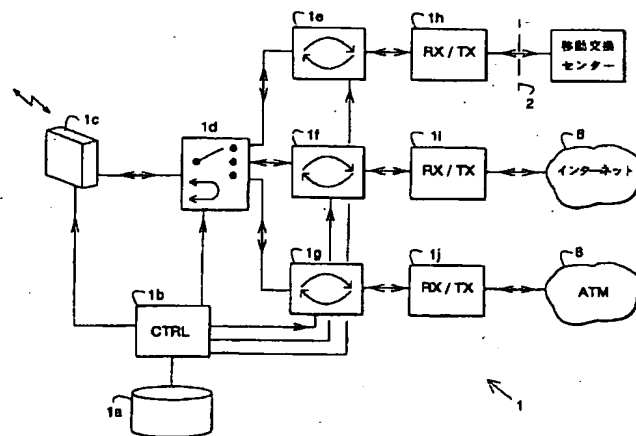 1e
1h
RX / TX
移動交換
センター
2
1c
1d
1f
1i
RX / TX
8
インターネット
1g
1j
RX / TX
8
ATM
1b
CTRL
1a
1